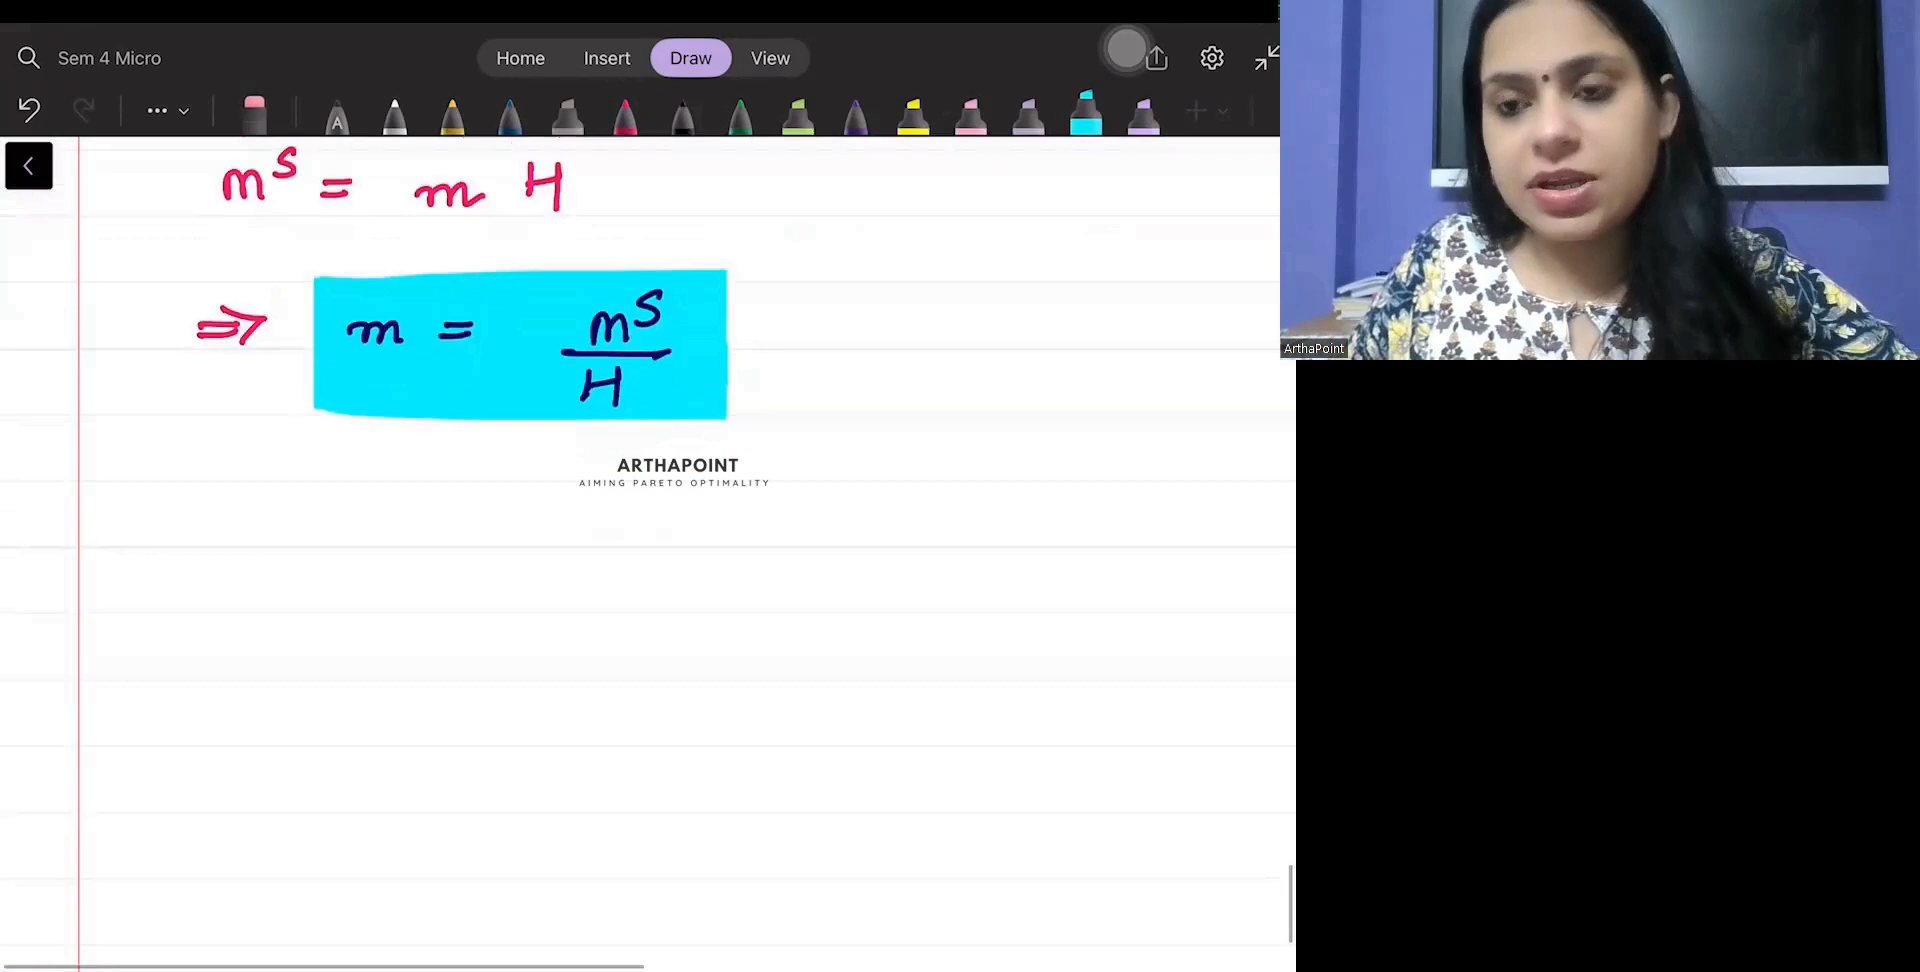 Sem 4 Micro
Home Insert Draw View
A
m^S = m H
⇒ m = m^S / H
ARTHAPOINT
AIMING PARETO OPTIMALITY
ArthaPoint